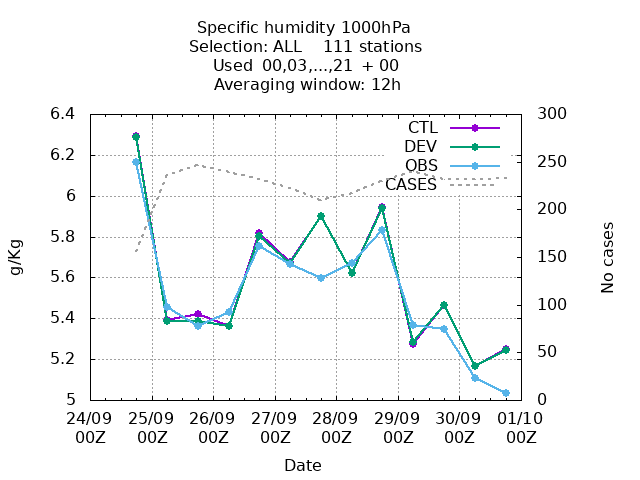 Specific humidity 1000hPa
Selection: ALL 111 stations
Used 00,03,...,21 + 00
Averaging window: 12h
6.4
6.2
6
5.8
5.6
5.4
5.2
5
300
250
200
150
100
50
0
CTL
DEV
OBS
CASES
g/Kg
No cases
24/09 25/09 26/09 27/09 28/09 29/09 30/09 01/10
00Z 00Z 00Z 00Z 00Z 00Z 00Z 00Z
Date